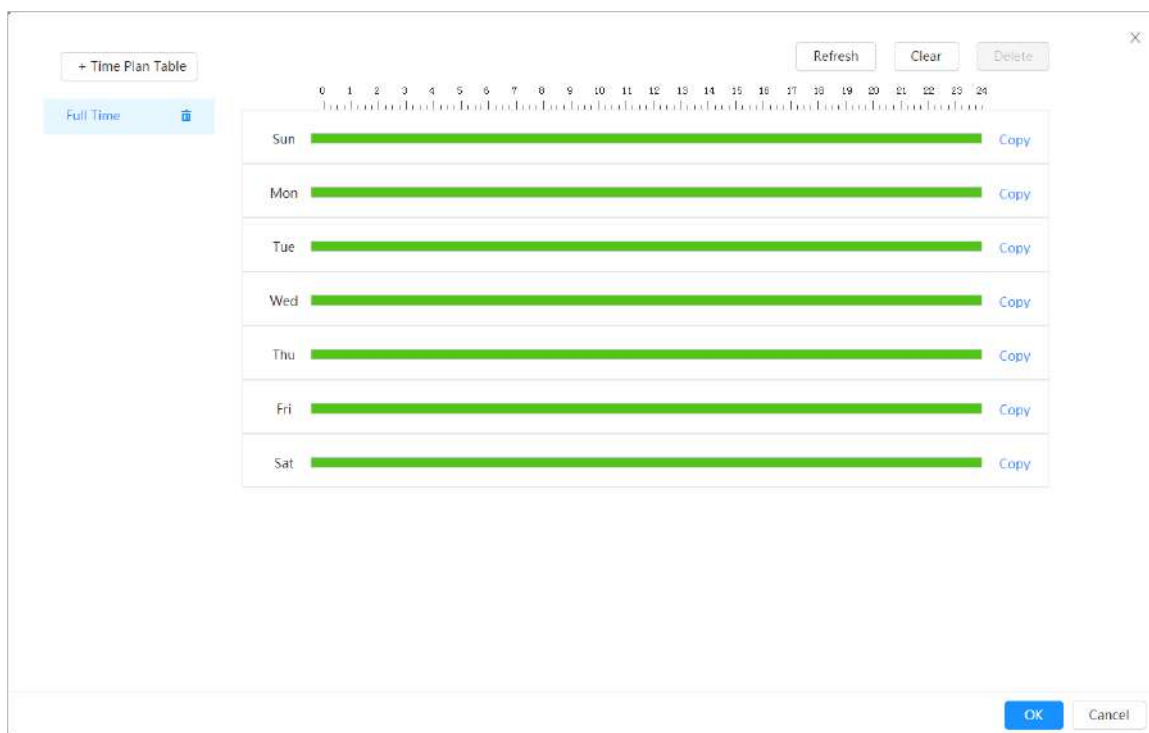 + Time Plan Table
Refresh Clear Delete
Full Time
0 1 2 3 4 5 6 7 8 9 10 11 12 13 14 15 16 17 18 19 20 21 22 23 24
Sun Copy
Mon Copy
Tue Copy
Wed Copy
Thu Copy
Fri Copy
Sat Copy
OK Cancel